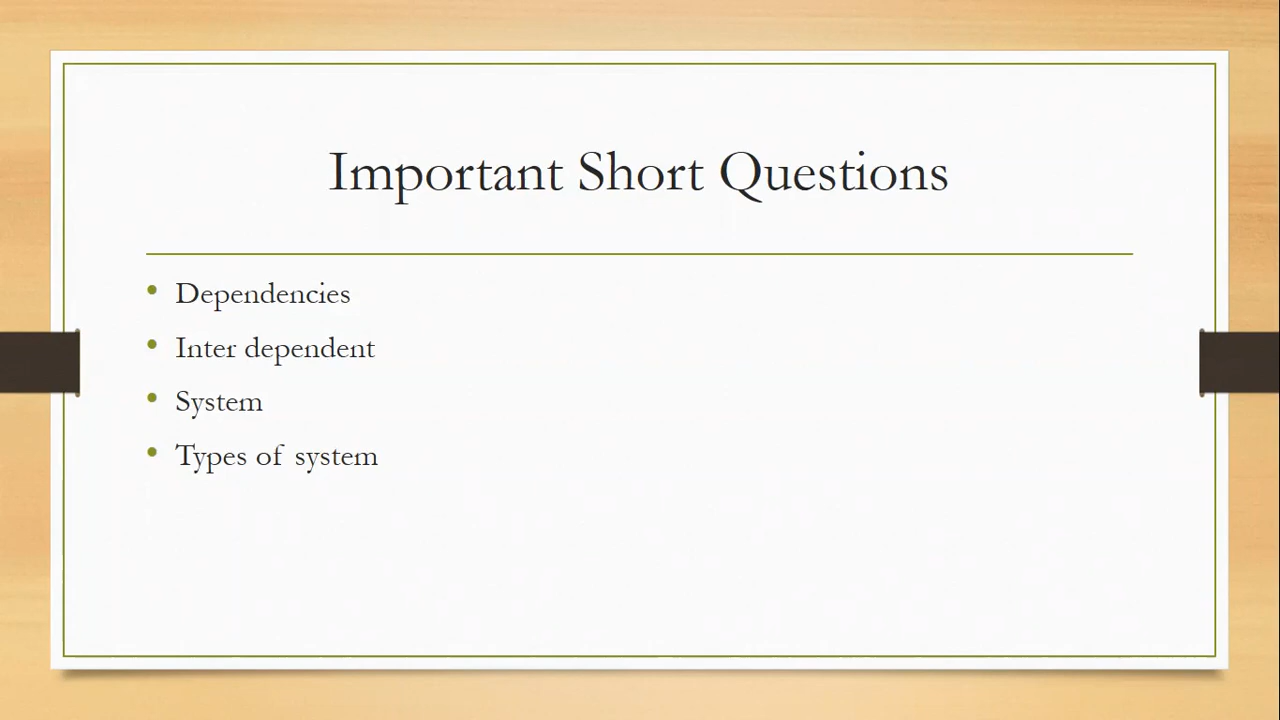 Important Short Questions
• Dependencies
• Inter dependent
• System
• Types of system